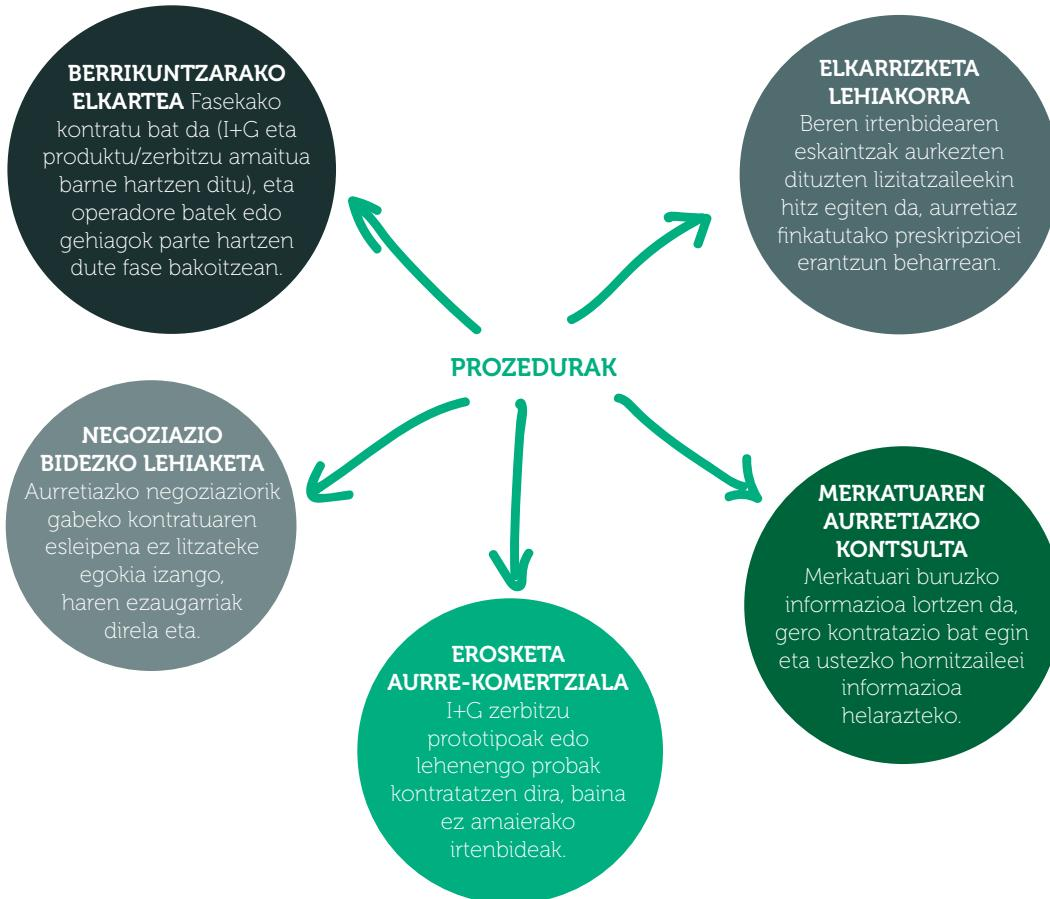 BERRIKUNTZARAKO
ELKARTEA Fasekako
kontratu bat da (I+G eta
produktu/zerbitzu amaitua
barne hartzen ditu), eta
operadore batek edo
gehiagok parte hartzen
dute fase bakoitzean.
ELKARRIZKETA
LEHIAKORRA
Beren irtenbidearen
eskaintzak aurkezten
dituzten lizitatzaileekin
hitz egiten da, aurretiaz
finkatutako preskripzioei
erantzun beharrean.
PROZEDURAK
NEGOZIAZIO
BIDEZKO LEHIAKETA
Aurretiazko negoziaziorik
gabeko kontratuaren
esleipena ez litzateke
egokia izango,
haren ezaugarriak
direla eta.
EROSKETA
AURRE-KOMERTZIALA
I+G zerbitzu
prototipoak edo
lehenengo probak
kontratatzen dira, baina
ez amaierako
irtenbideak.
MERKATUAREN
AURRETIAZKO
KONTSULTA
Merkatuari buruzko
informazioa lortzen da,
gero kontratazio bat egin
eta ustezko hornitzaileei
informazioa
helarazteko.